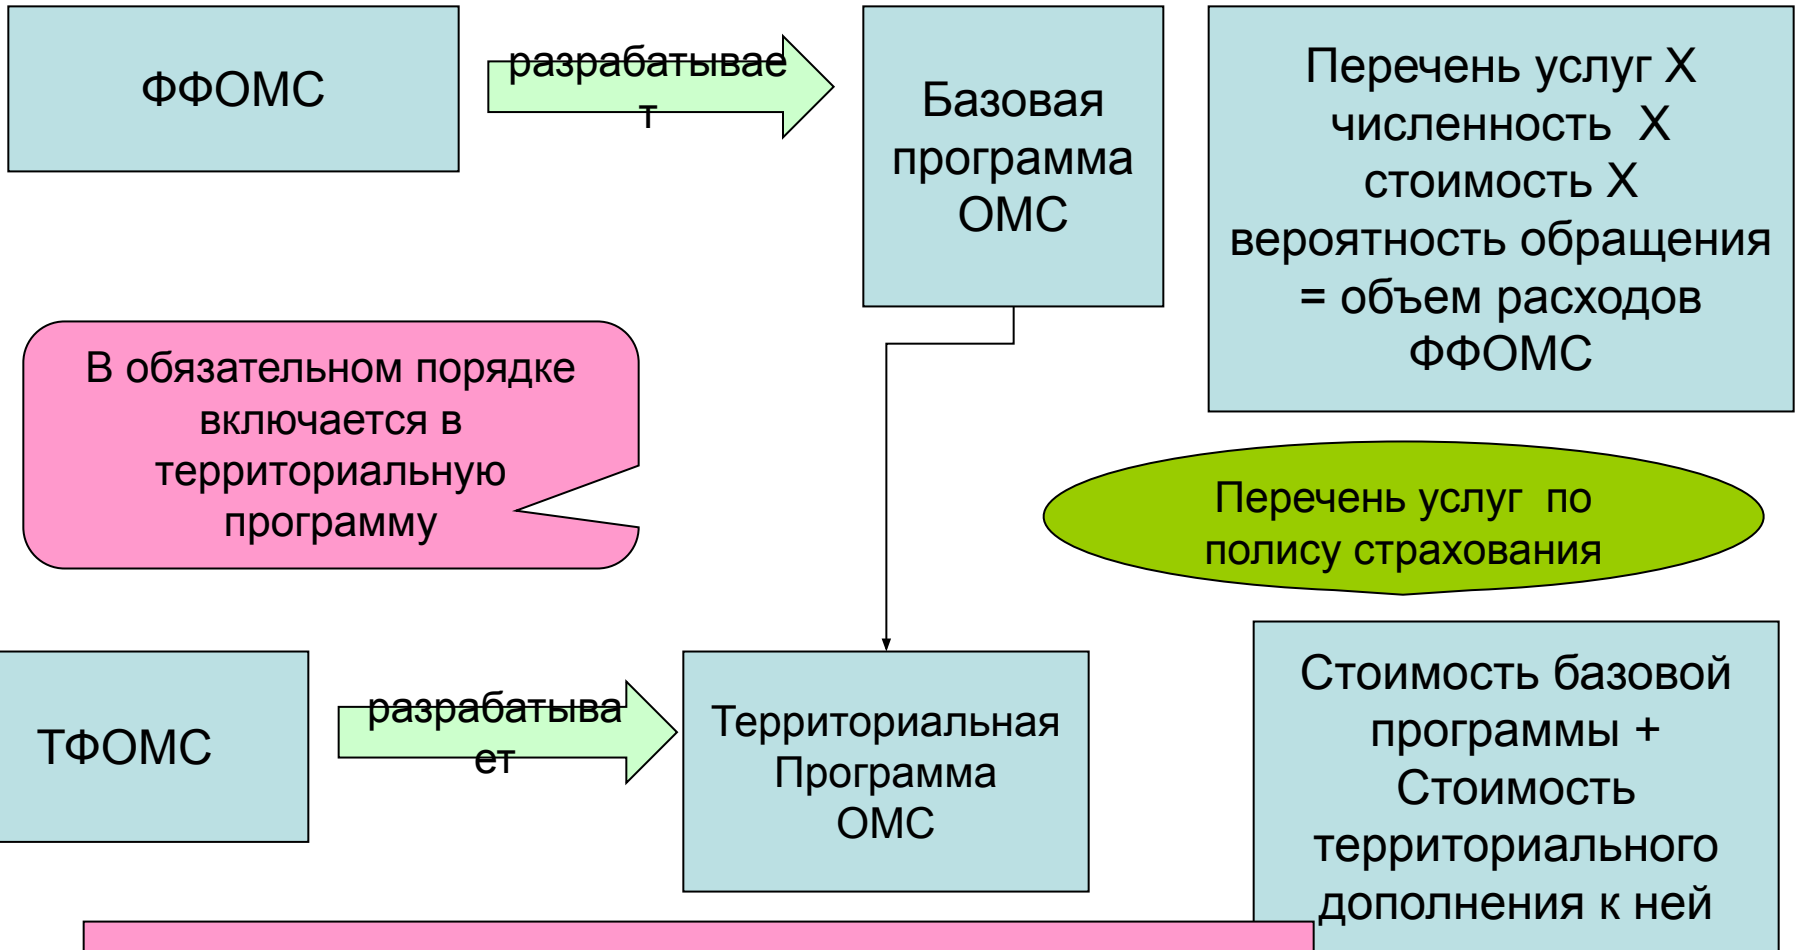 ФФОМС
разрабатывае
т
Базовая
программа
ОМС
Перечень услуг Х
численность Х
стоимость Х
вероятность обращения
= объем расходов
ФФОМС
В обязательном порядке
включается в
территориальную
программу
Перечень услуг по
полису страхования
ТФОМС
разрабатыва
ет
Территориальная
Программа
ОМС
Стоимость базовой
программы +
Стоимость
территориального
дополнения к ней